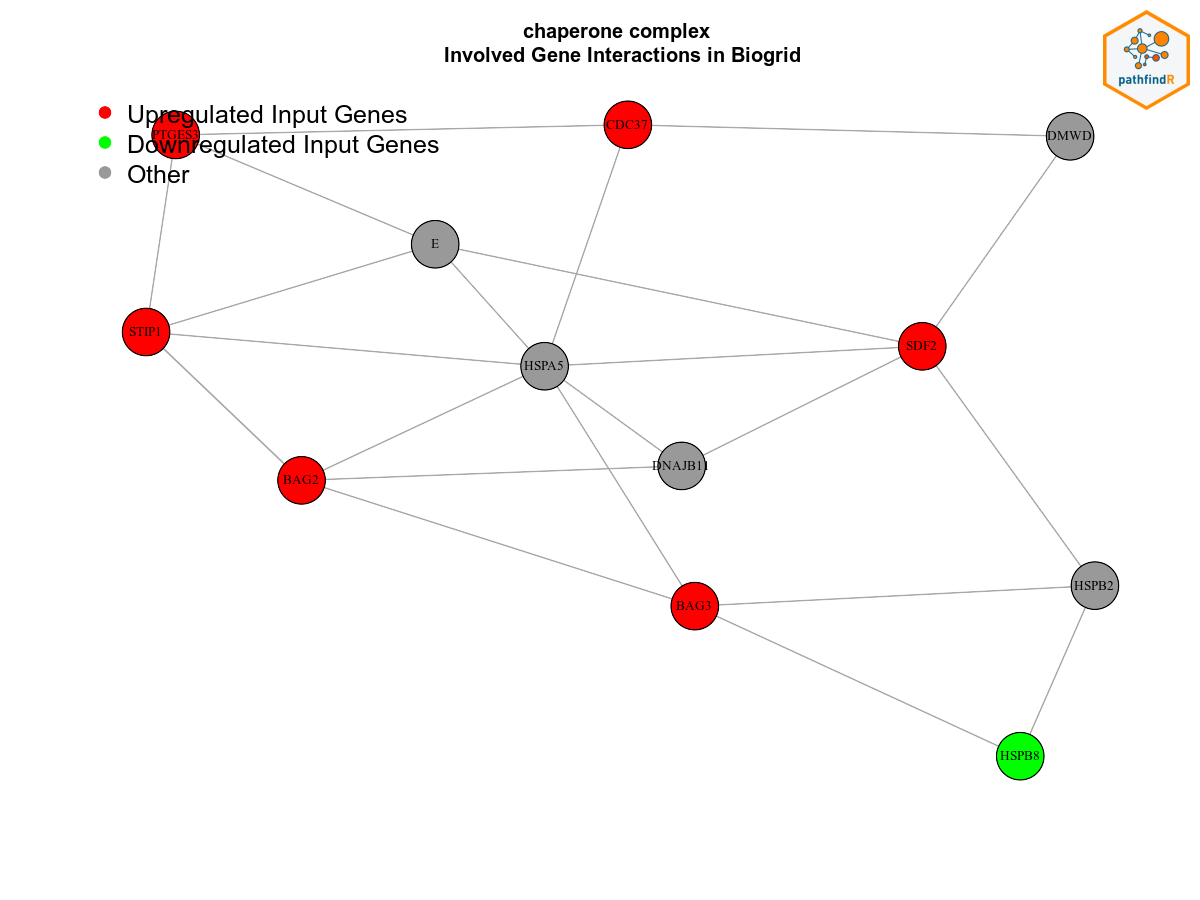 chaperone complex
Involved Gene Interactions in Biogrid
pathfindR
Upregulated Input Genes
Downregulated Input Genes
Other
PTGES3
CDC37
DMWD
E
STIP1
SDF2
HSPA5
DNAJB11
BAG2
HSPB2
BAG3
HSPB8